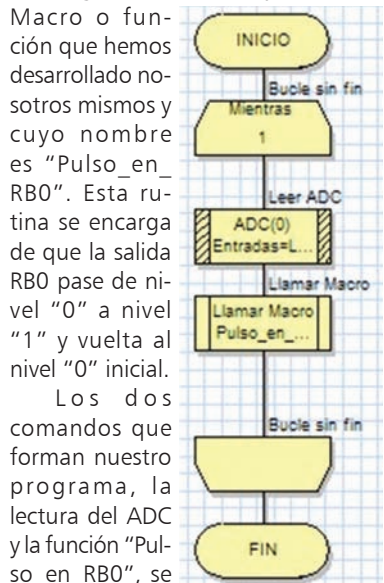 Macro o fun-
ción que hemos
desarrollado no-
sotros mismos y
cuyo nombre
es "Pulso_en_
RB0". Esta ru-
tina se encarga
de que la salida
RB0 pase de ni-
vel "0" a nivel
"1" y vuelta al
nivel "0" inicial.
Los dos
comandos que
forman nuestro
programa, la
lectura del ADC
y la función "Pul-
so en RB0", se
INICIO
Bucle sin fin
Mientras
1
Leer ADC
ADC(0)
Entradas=L...
Llamar Macro
Llamar Macro
Pulso_en_...
Bucle sin fin
FIN